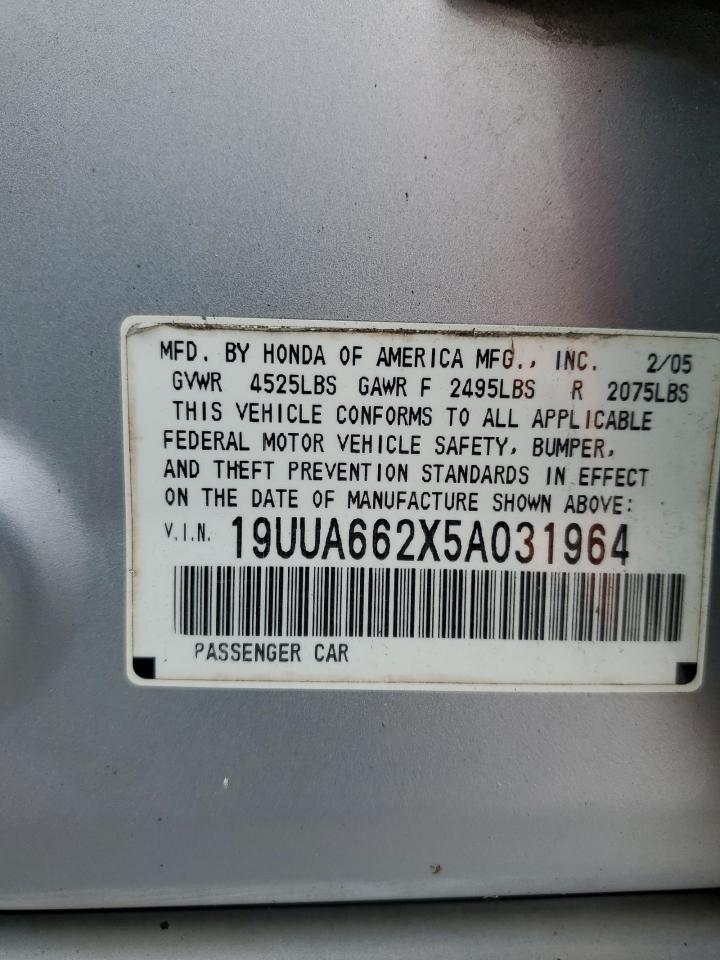 MFD. BY HONDA OF AMERICA MFG., INC. 2/05
GVWR 4525LBS GAWR F 2495LBS R 2075LBS
THIS VEHICLE CONFORMS TO ALL APPLICABLE
FEDERAL MOTOR VEHICLE SAFETY, BUMPER,
AND THEFT PREVENTION STANDARDS IN EFFECT
ON THE DATE OF MANUFACTURE SHOWN ABOVE:
V.I.N. 19UUA662X5A031964
PASSENGER CAR